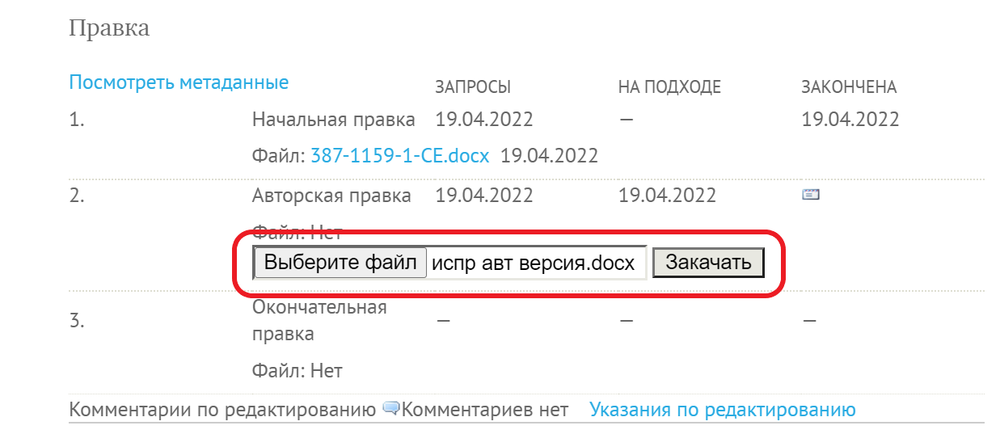 Правка
Посмотреть метаданные ЗАПРОСЫ НА ПОДХОДЕ ЗАКОНЧЕНА
1. Начальная правка 19.04.2022 — 19.04.2022
Файл: 387-1159-1-CE.docx 19.04.2022
2. Авторская правка 19.04.2022 19.04.2022
Файл: Нет
Выберите файл испр авт версия.docx Закачать
3. Окончательная правка — — —
Файл: Нет
Комментарии по редактированию Комментариев нет Указания по редактированию